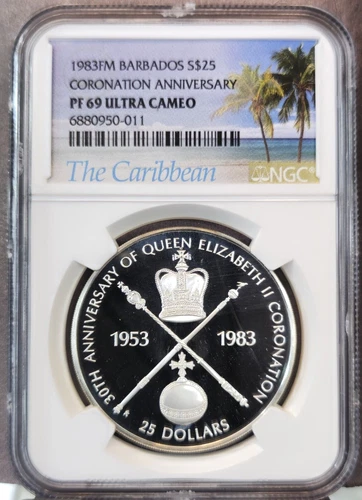 1983FM BARBADOS S$25
CORONATION ANNIVERSARY
PF 69 ULTRA CAMEO
6880950-011
The Caribbean
NGC
30TH ANNIVERSARY OF QUEEN ELIZABETH II CORONATION
1953 1983
25 DOLLARS